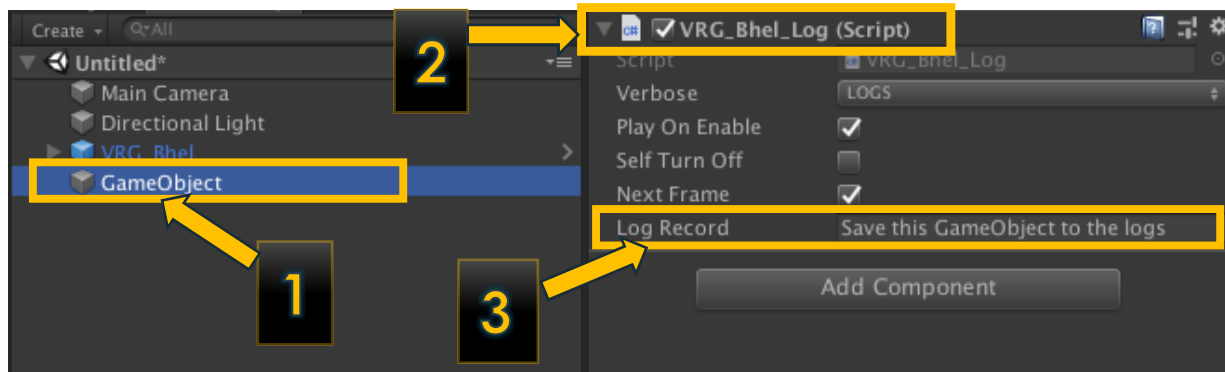 Create
All
Untitled*
Main Camera
Directional Light
VRG_Bhel
GameObject
1
2
3
C#
VRG_Bhel_Log (Script)
Script
VRG_Bhel_Log
Verbose
LOGS
Play On Enable
Self Turn Off
Next Frame
Log Record
Save this GameObject to the logs
Add Component